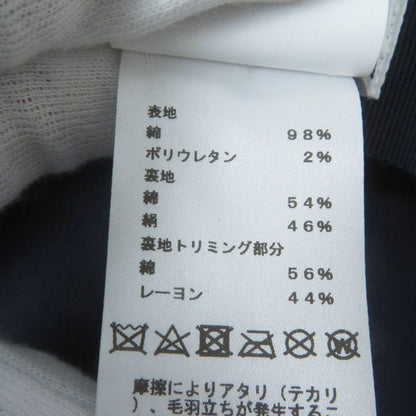 表地
綿 98%
ポリウレタン 2%
裏地
綿 54%
絹 46%
裏地トリミング部分
綿 56%
レーヨン 44%
摩擦によりアタリ（テカリ
）、毛羽立ちが発生するこ